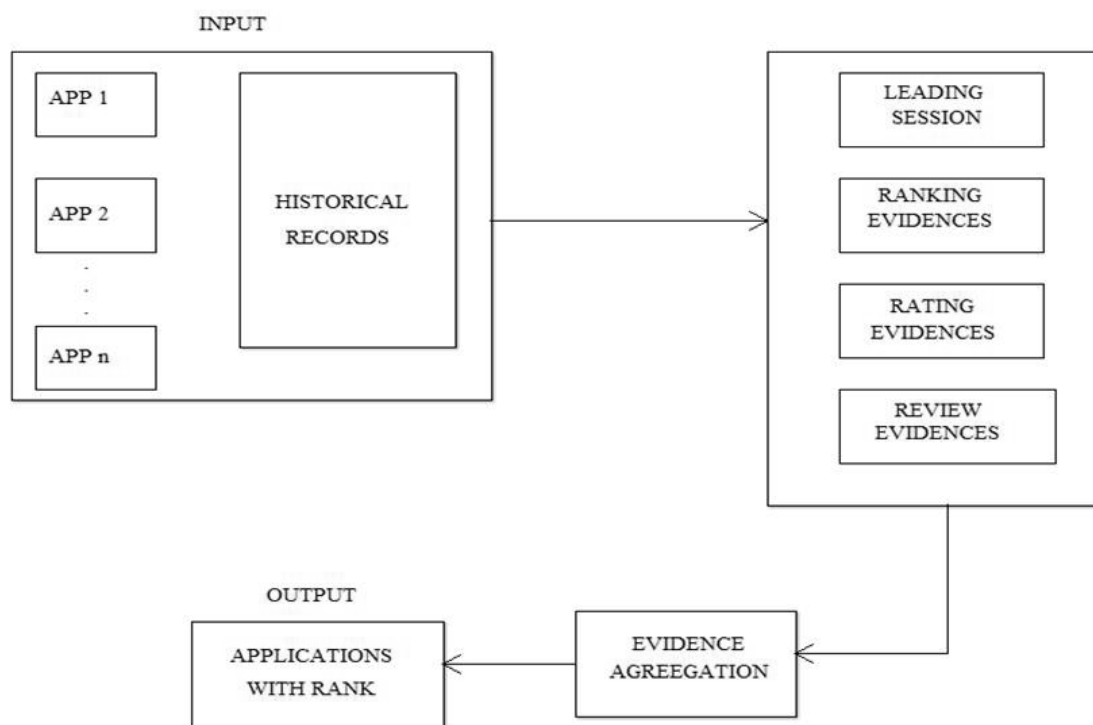 INPUT
APP 1
APP 2
.
.
.
APP n
HISTORICAL
RECORDS
LEADING
SESSION
RANKING
EVIDENCES
RATING
EVIDENCES
REVIEW
EVIDENCES
EVIDENCE
AGREEGATION
OUTPUT
APPLICATIONS
WITH RANK